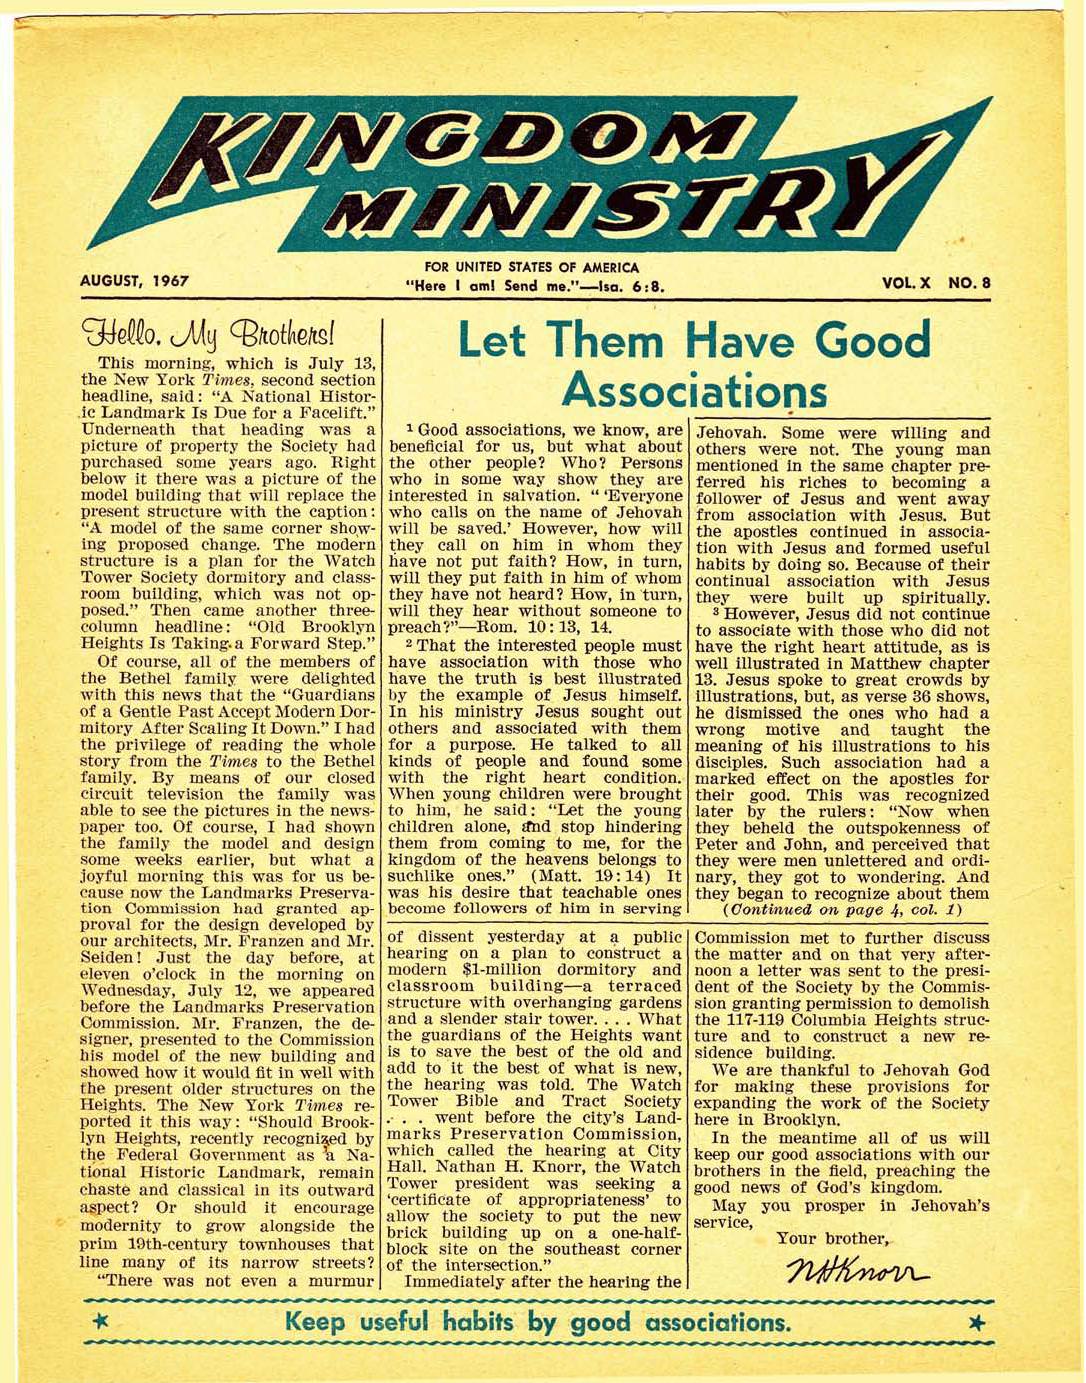 KINGDOM
MINISTRY
AUGUST, 1967
FOR UNITED STATES OF AMERICA
"Here I am! Send me."—Isa. 6:8.
VOL. X NO. 8
Hello, My Brothers!
This morning, which is July 13,
the New York Times, second section
headline, said: "A National Histor-
ic Landmark Is Due for a Facelift."
Underneath that heading was a
picture of property the Society had
purchased some years ago. Right
below it there was a picture of the
model building that will replace the
present structure with the caption:
"A model of the same corner show-
ing proposed change. The modern
structure is a plan for the Watch
Tower Society dormitory and class-
room building, which was not op-
posed." Then came another three-
column headline: "Old Brooklyn
Heights Is Taking a Forward Step."
Of course, all of the members of
the Bethel family were delighted
with this news that the "Guardians
of a Gentle Past Accept Modern Dor-
mitory After Scaling It Down." I had
the privilege of reading the whole
story from the Times to the Bethel
family. By means of our closed
circuit television the family was
able to see the pictures in the news-
paper too. Of course, I had shown
the family the model and design
some weeks earlier, but what a
joyful morning this was for us be-
cause now the Landmarks Preserva-
tion Commission had granted ap-
proval for the design developed by
our architects, Mr. Franzen and Mr.
Seiden! Just the day before, at
eleven o'clock in the morning on
Wednesday, July 12, we appeared
before the Landmarks Preservation
Commission. Mr. Franzen, the de-
signer, presented to the Commission
his model of the new building and
showed how it would fit in well with
the present older structures on the
Heights. The New York Times re-
ported it this way: "Should Brook-
lyn Heights, recently recognized by
the Federal Government as a Na-
tional Historic Landmark, remain
chaste and classical in its outward
aspect? Or should it encourage
modernity to grow alongside the
prim 19th-century townhouses that
line many of its narrow streets?
"There was not even a murmur
of dissent yesterday at a public
hearing on a plan to construct a
modern $1-million dormitory and
classroom building—a terraced
structure with overhanging gardens
and a slender stair tower. . . . What
the guardians of the Heights want
is to save the best of the old and
add to it the best of what is new,
the hearing was told. The Watch
Tower Bible and Tract Society
. . . went before the city's Land-
marks Preservation Commission,
which called the hearing at City
Hall. Nathan H. Knorr, the Watch
Tower president was seeking a
'certificate of appropriateness' to
allow the society to put the new
brick building up on a one-half-
block site on the southeast corner
of the intersection."
Immediately after the hearing the
Commission met to further discuss
the matter and on that very after-
noon a letter was sent to the presi-
dent of the Society by the Commis-
sion granting permission to demolish
the 117-119 Columbia Heights struc-
ture and to construct a new re-
sidence building.
We are thankful to Jehovah God
for making these provisions for
expanding the work of the Society
here in Brooklyn.
In the meantime all of us will
keep our good associations with our
brothers in the field, preaching the
good news of God's kingdom.
May you prosper in Jehovah's
service,
Your brother,
NHKnorr
Let Them Have Good
Associations
1 Good associations, we know, are
beneficial for us, but what about
the other people? Who? Persons
who in some way show they are
interested in salvation. " 'Everyone
who calls on the name of Jehovah
will be saved.' However, how will
they call on him in whom they
have not put faith? How, in turn,
will they put faith in him of whom
they have not heard? How, in turn,
will they hear without someone to
preach?"—Rom. 10:13, 14.
2 That the interested people must
have association with those who
have the truth is best illustrated
by the example of Jesus himself.
In his ministry Jesus sought out
others and associated with them
for a purpose. He talked to all
kinds of people and found some
with the right heart condition.
When young children were brought
to him, he said: "Let the young
children alone, and stop hindering
them from coming to me, for the
kingdom of the heavens belongs to
suchlike ones." (Matt. 19:14) It
was his desire that teachable ones
become followers of him in serving
Jehovah. Some were willing and
others were not. The young man
mentioned in the same chapter pre-
ferred his riches to becoming a
follower of Jesus and went away
from association with Jesus. But
the apostles continued in associa-
tion with Jesus and formed useful
habits by doing so. Because of their
continual association with Jesus
they were built up spiritually.
3 However, Jesus did not continue
to associate with those who did not
have the right heart attitude, as is
well illustrated in Matthew chapter
13. Jesus spoke to great crowds by
illustrations, but, as verse 36 shows,
he dismissed the ones who had a
wrong motive and taught the
meaning of his illustrations to his
disciples. Such association had a
marked effect on the apostles for
their good. This was recognized
later by the rulers: "Now when
they beheld the outspokenness of
Peter and John, and perceived that
they were men unlettered and ordi-
nary, they got to wondering. And
they began to recognize about them
(Continued on page 4, col. 1)
* Keep useful habits by good associations. *